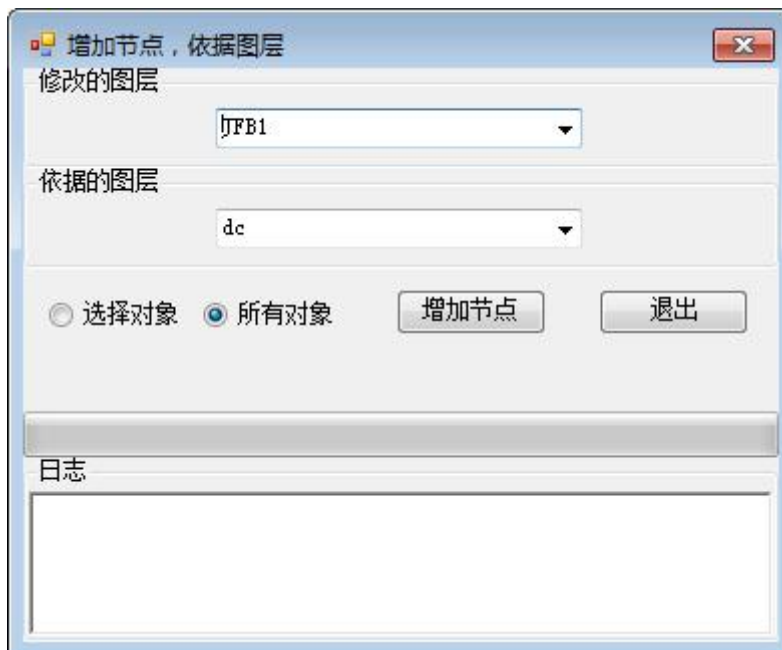 增加节点，依据图层
修改的图层
JFB1
依据的图层
dc
选择对象 所有对象 增加节点 退出
日志